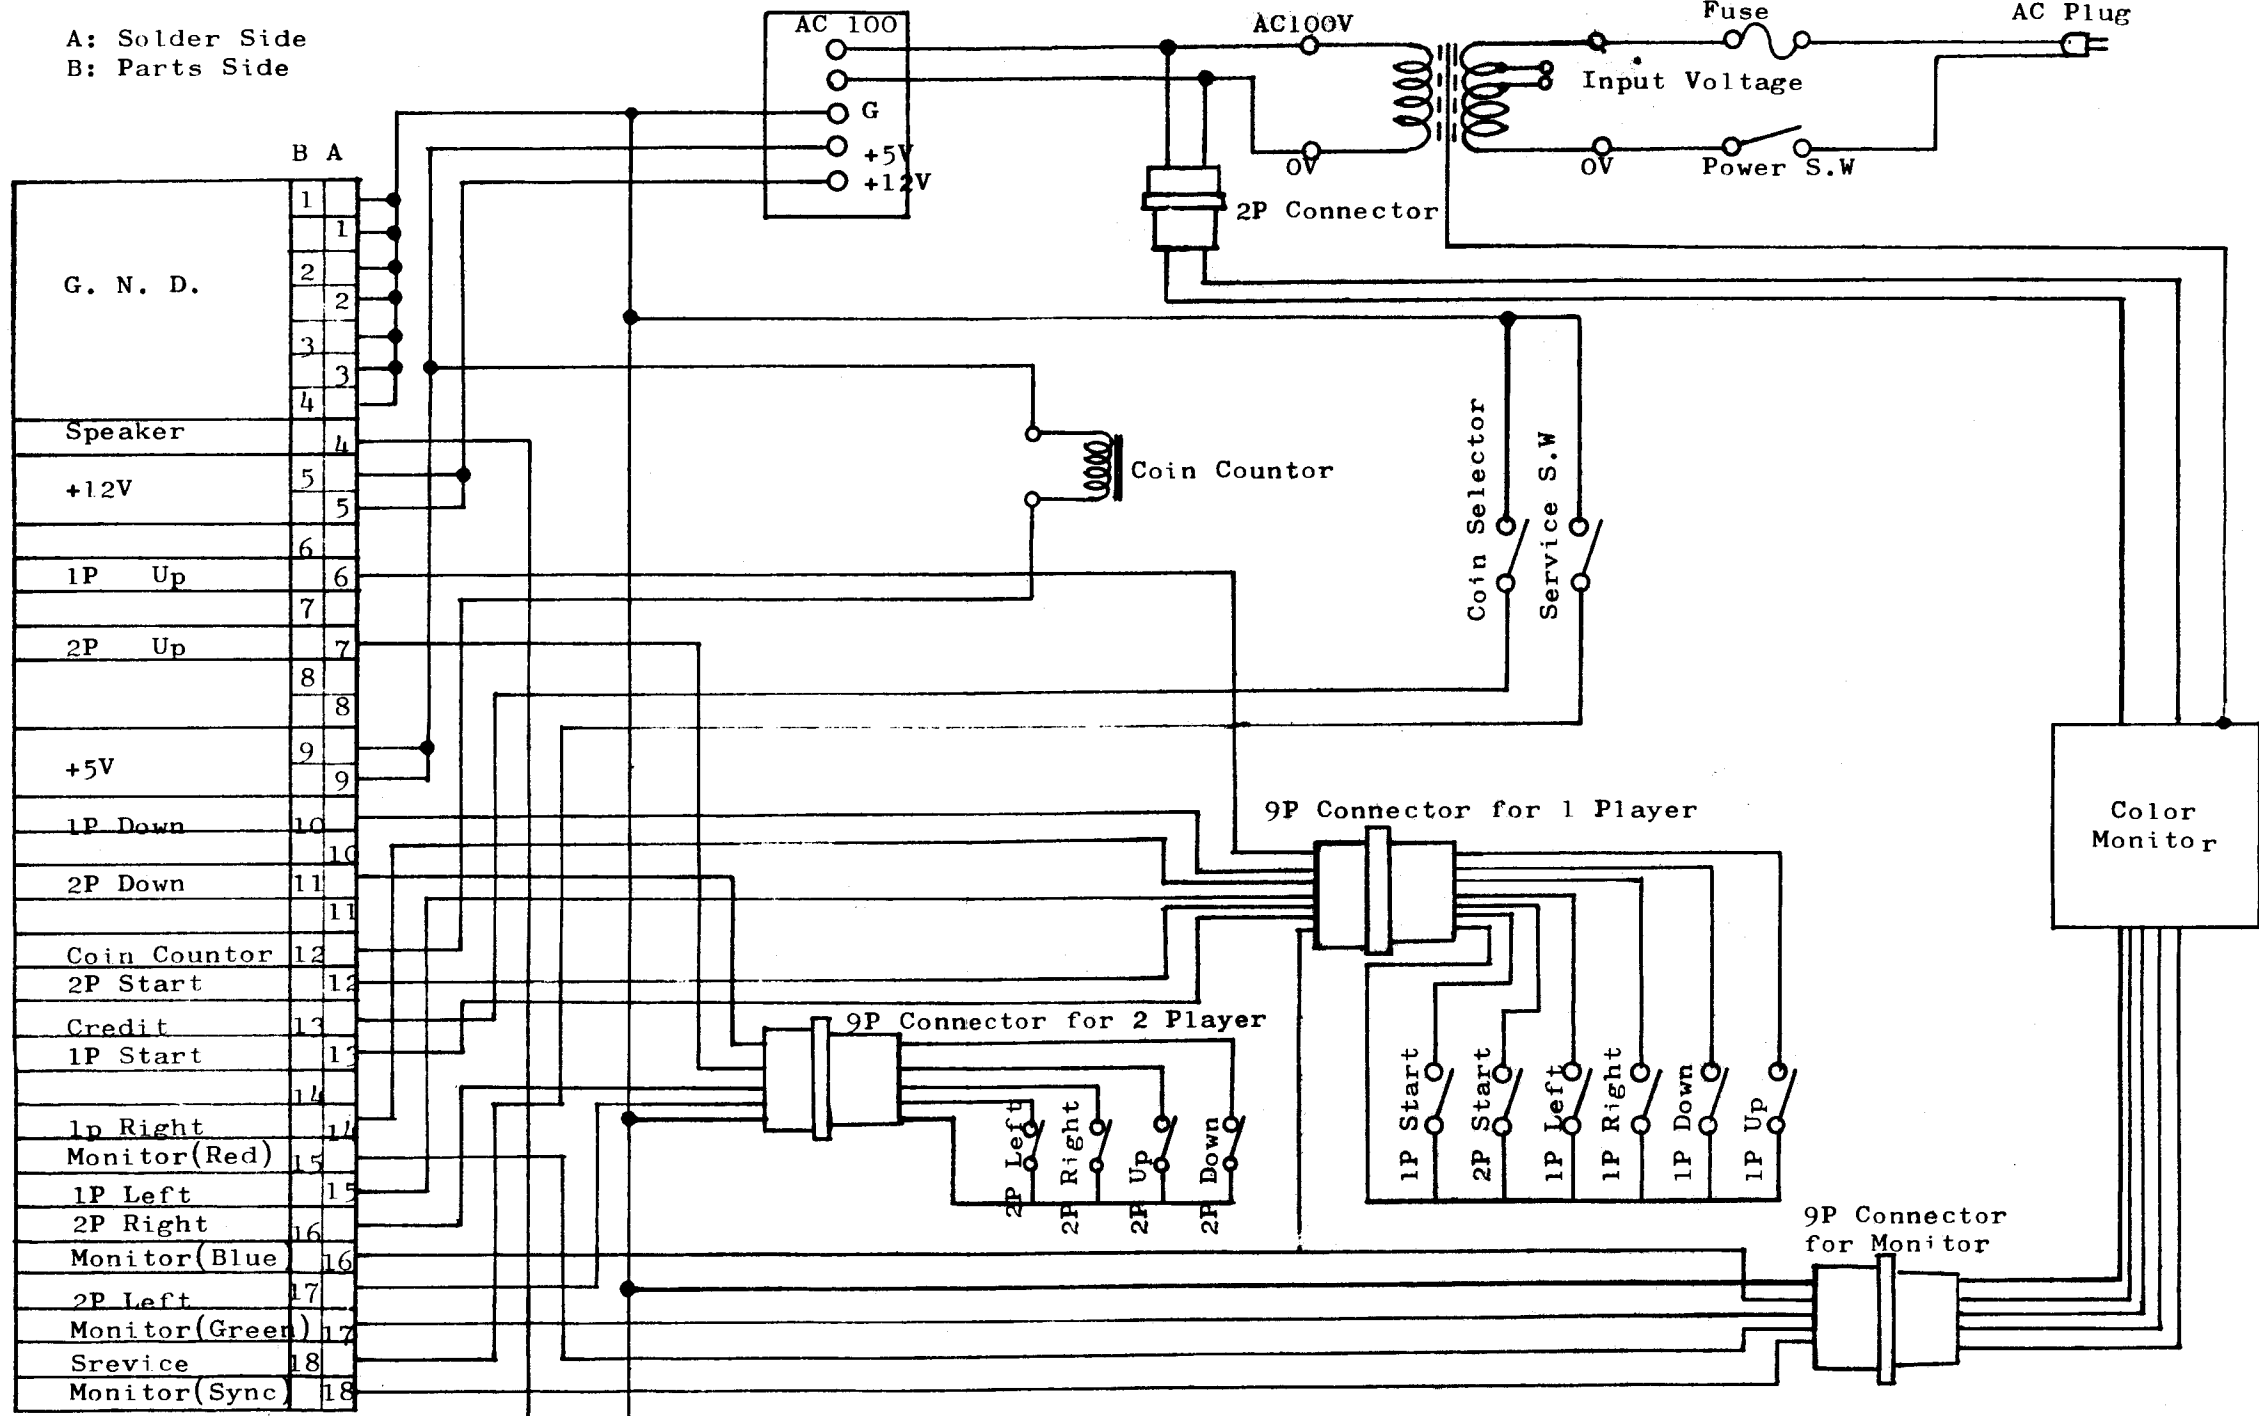 A: Solder Side
B: Parts Side
AC 100
G
+5V
+12V
AC100V
0V
Fuse
AC Plug
Input Voltage
0V
Power S.W
2P Connector
B A
1
1
2
G. N. D.
2
3
3
4
Speaker
4
5
+12V
5
6
1P Up 6
7
2P Up 7
8
8
9
+5V
9
1P Down 10
10
2P Down 11
11
Coin Countor 12
2P Start 12
Credit 13
1P Start 13
14
1p Right 14
Monitor(Red) 15
1P Left 15
2P Right 16
Monitor(Blue) 16
2P Left 17
Monitor(Green) 17
Srevice 18
Monitor(Sync) 18
Coin Countor
Coin Selector
Service S.W
9P Connector for 1 Player
Color
Monitor
9P Connector for 2 Player
2P Left
2P Right
2P Up
2P Down
1P Start
2P Start
1P Left
1P Right
1P Down
1P Up
9P Connector
for Monitor